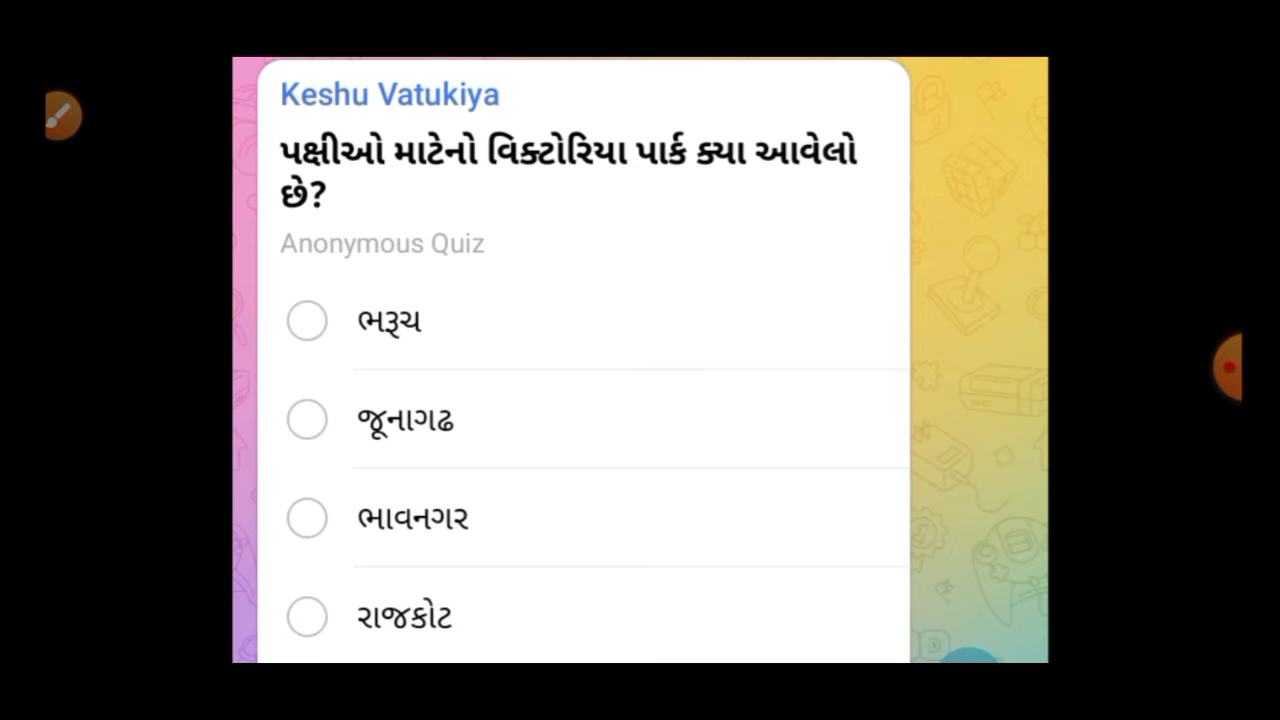 Keshu Vatukiya
પક્ષીઓ માટેનો વિક્ટોરિયા પાર્ક ક્યા આવેલો
છે?
Anonymous Quiz
ભરૂચ
જૂનાગઢ
ભાવનગર
રાજકોટ